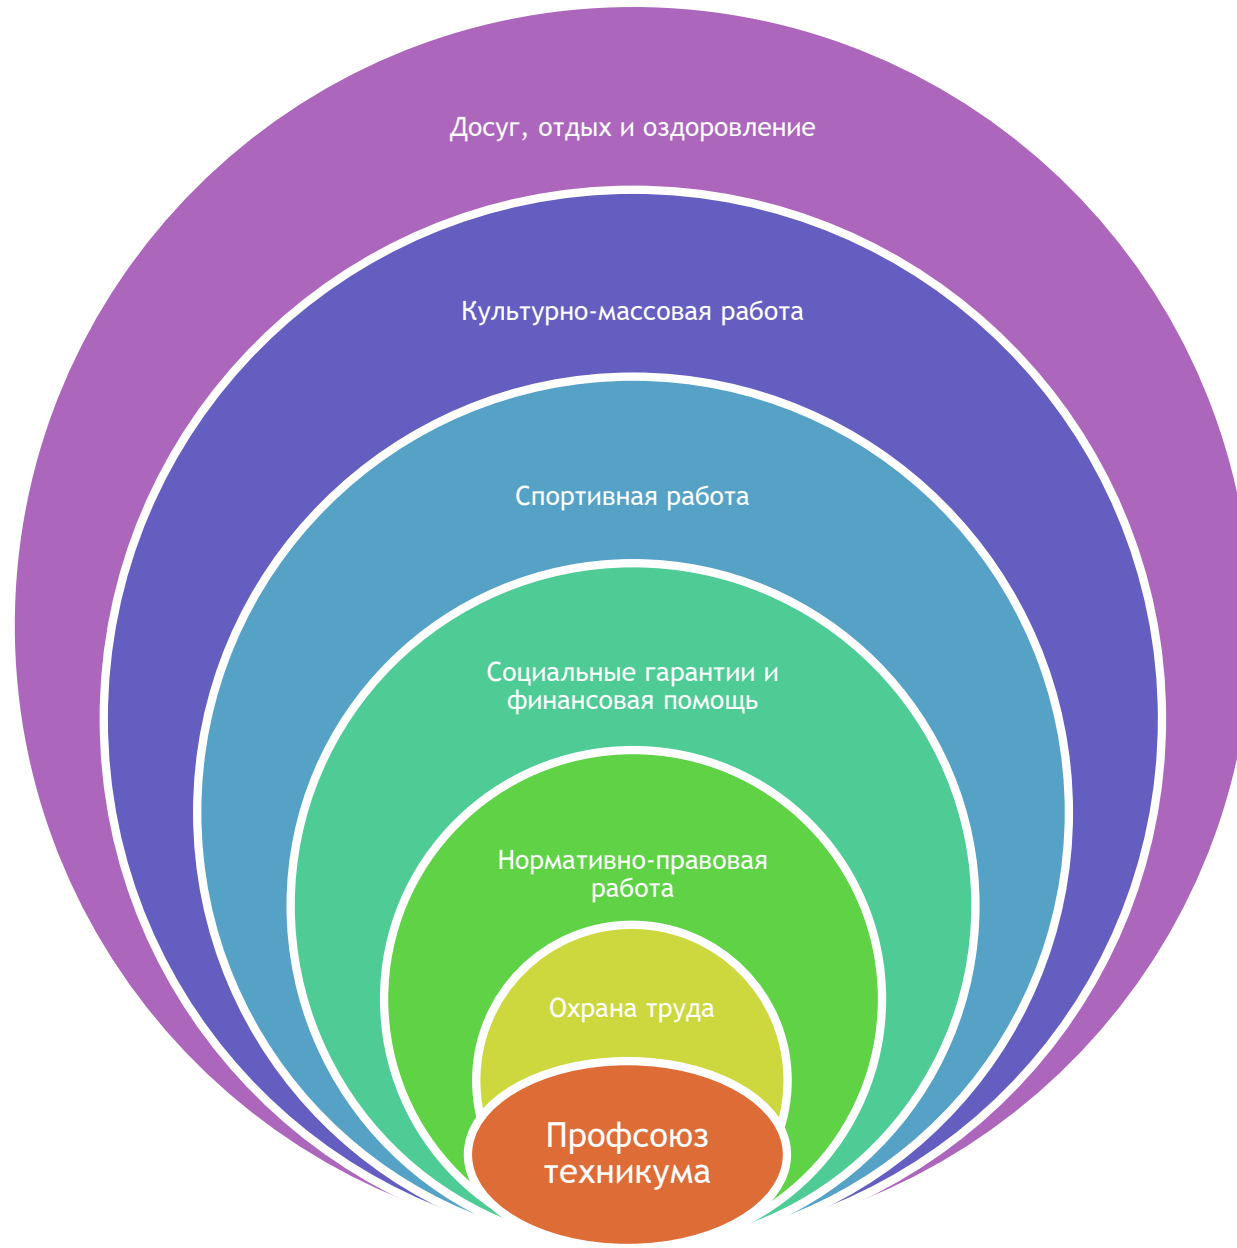 Досуг, отдых и оздоровление
Культурно-массовая работа
Спортивная работа
Социальные гарантии и
финансовая помощь
Нормативно-правовая
работа
Охрана труда
Профсоюз
техникума